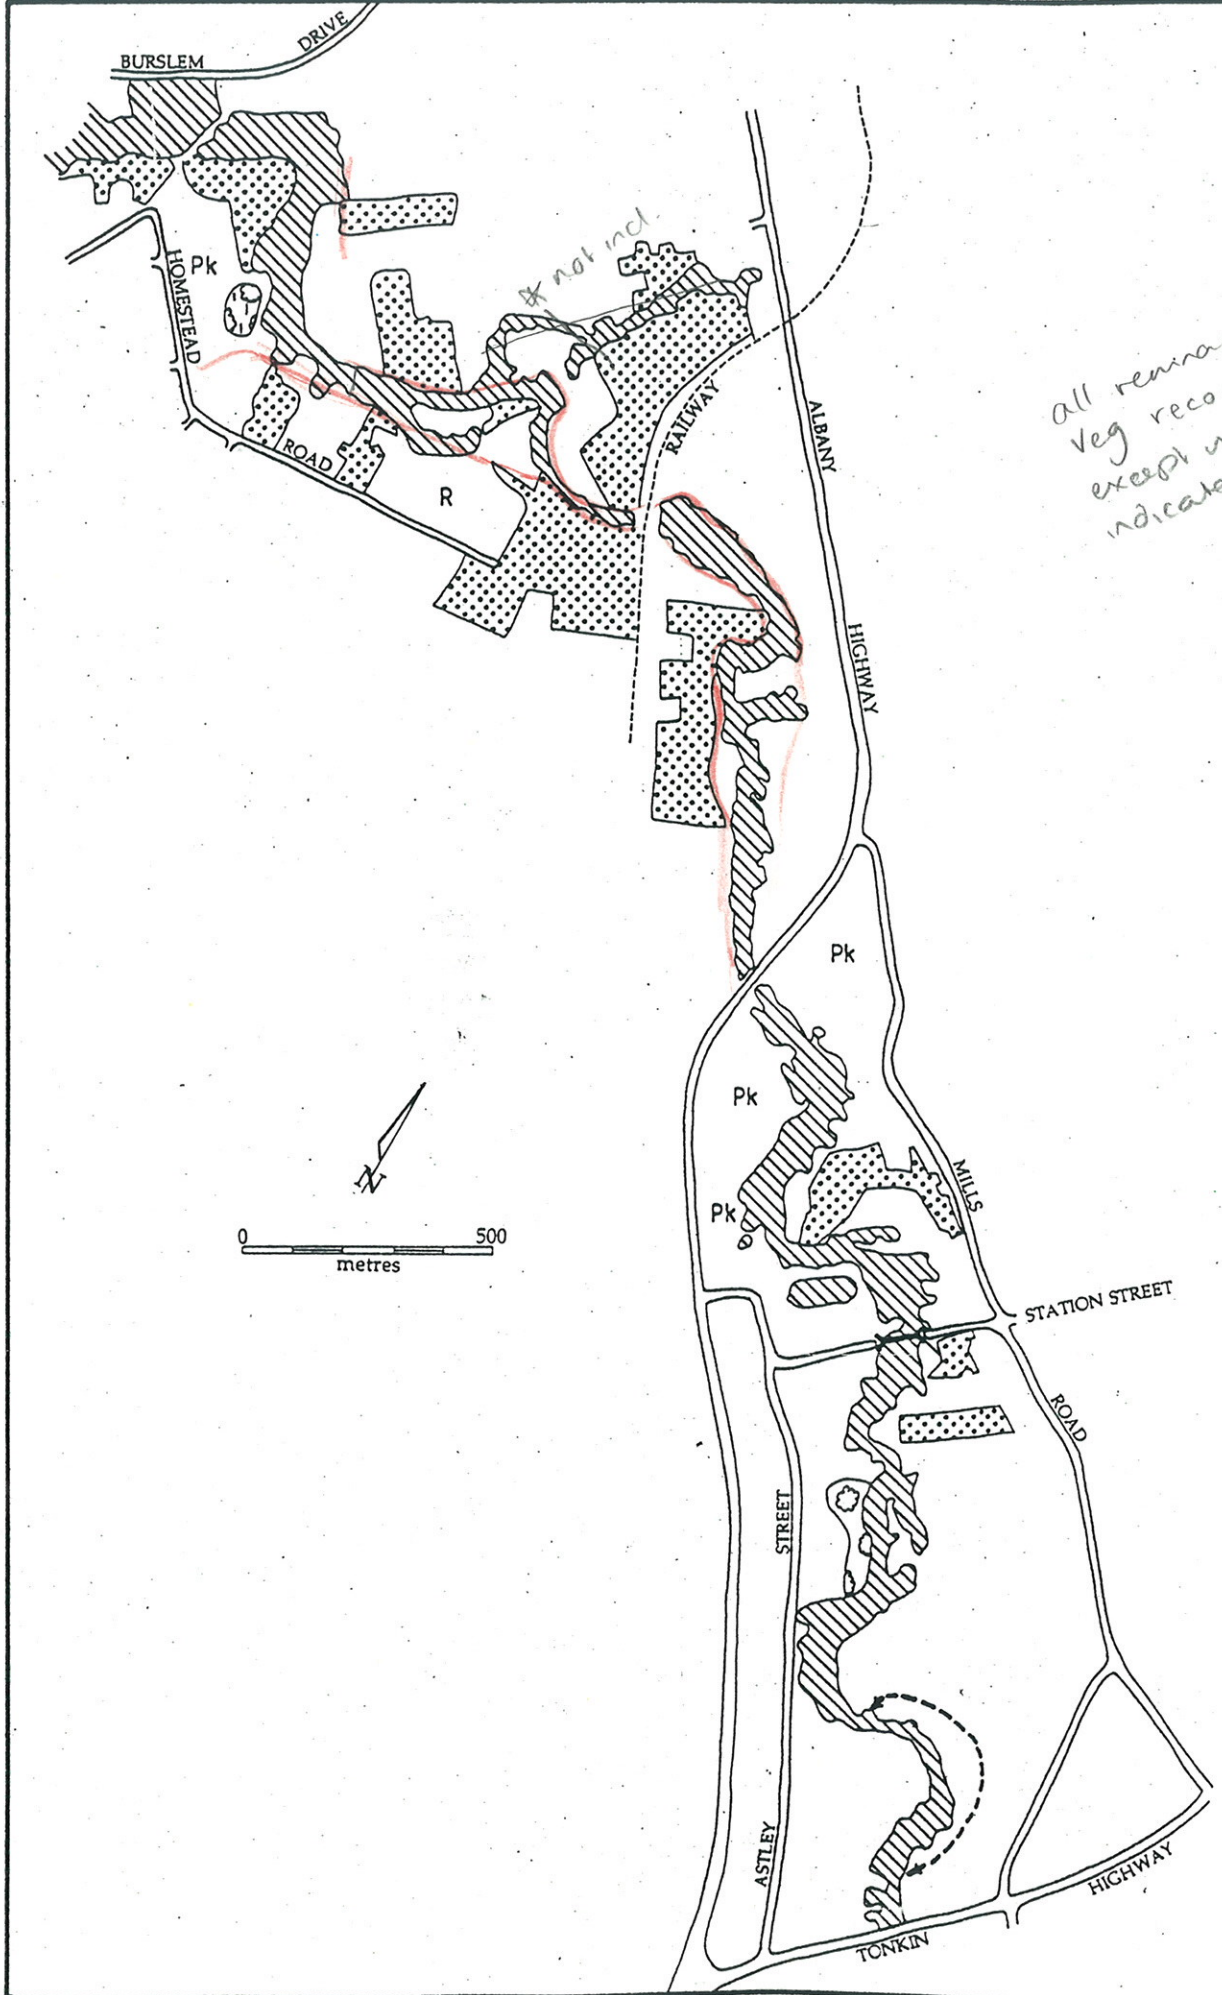 BURSLEM DRIVE
Pk
HOMESTEAD
ROAD
R
* not incl.
RAILWAY
ALBANY
HIGHWAY
all
veg
except
Pk
Pk
Pk
MILLS
ROAD
N
0 500
metres
STATION STREET
STREET
ASTLEY
TONKIN
HIGHWAY